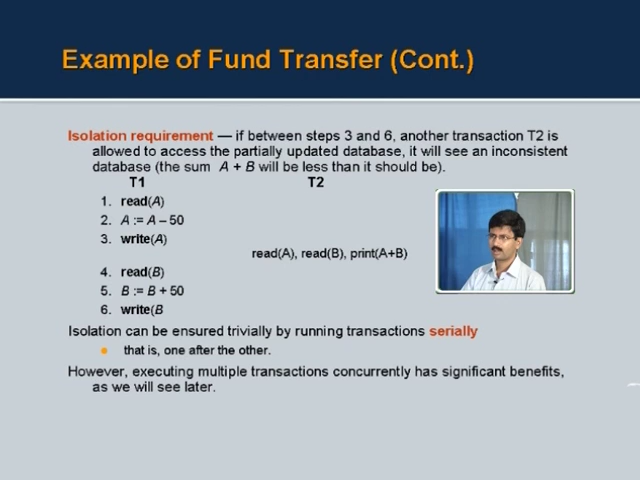 Example of Fund Transfer (Cont.)
Isolation requirement — if between steps 3 and 6, another transaction T2 is
allowed to access the partially updated database, it will see an inconsistent
database (the sum A + B will be less than it should be).
T1 T2
1. read(A)
2. A := A – 50
3. write(A)
read(A), read(B), print(A+B)
4. read(B)
5. B := B + 50
6. write(B
Isolation can be ensured trivially by running transactions serially
that is, one after the other.
However, executing multiple transactions concurrently has significant benefits,
as we will see later.